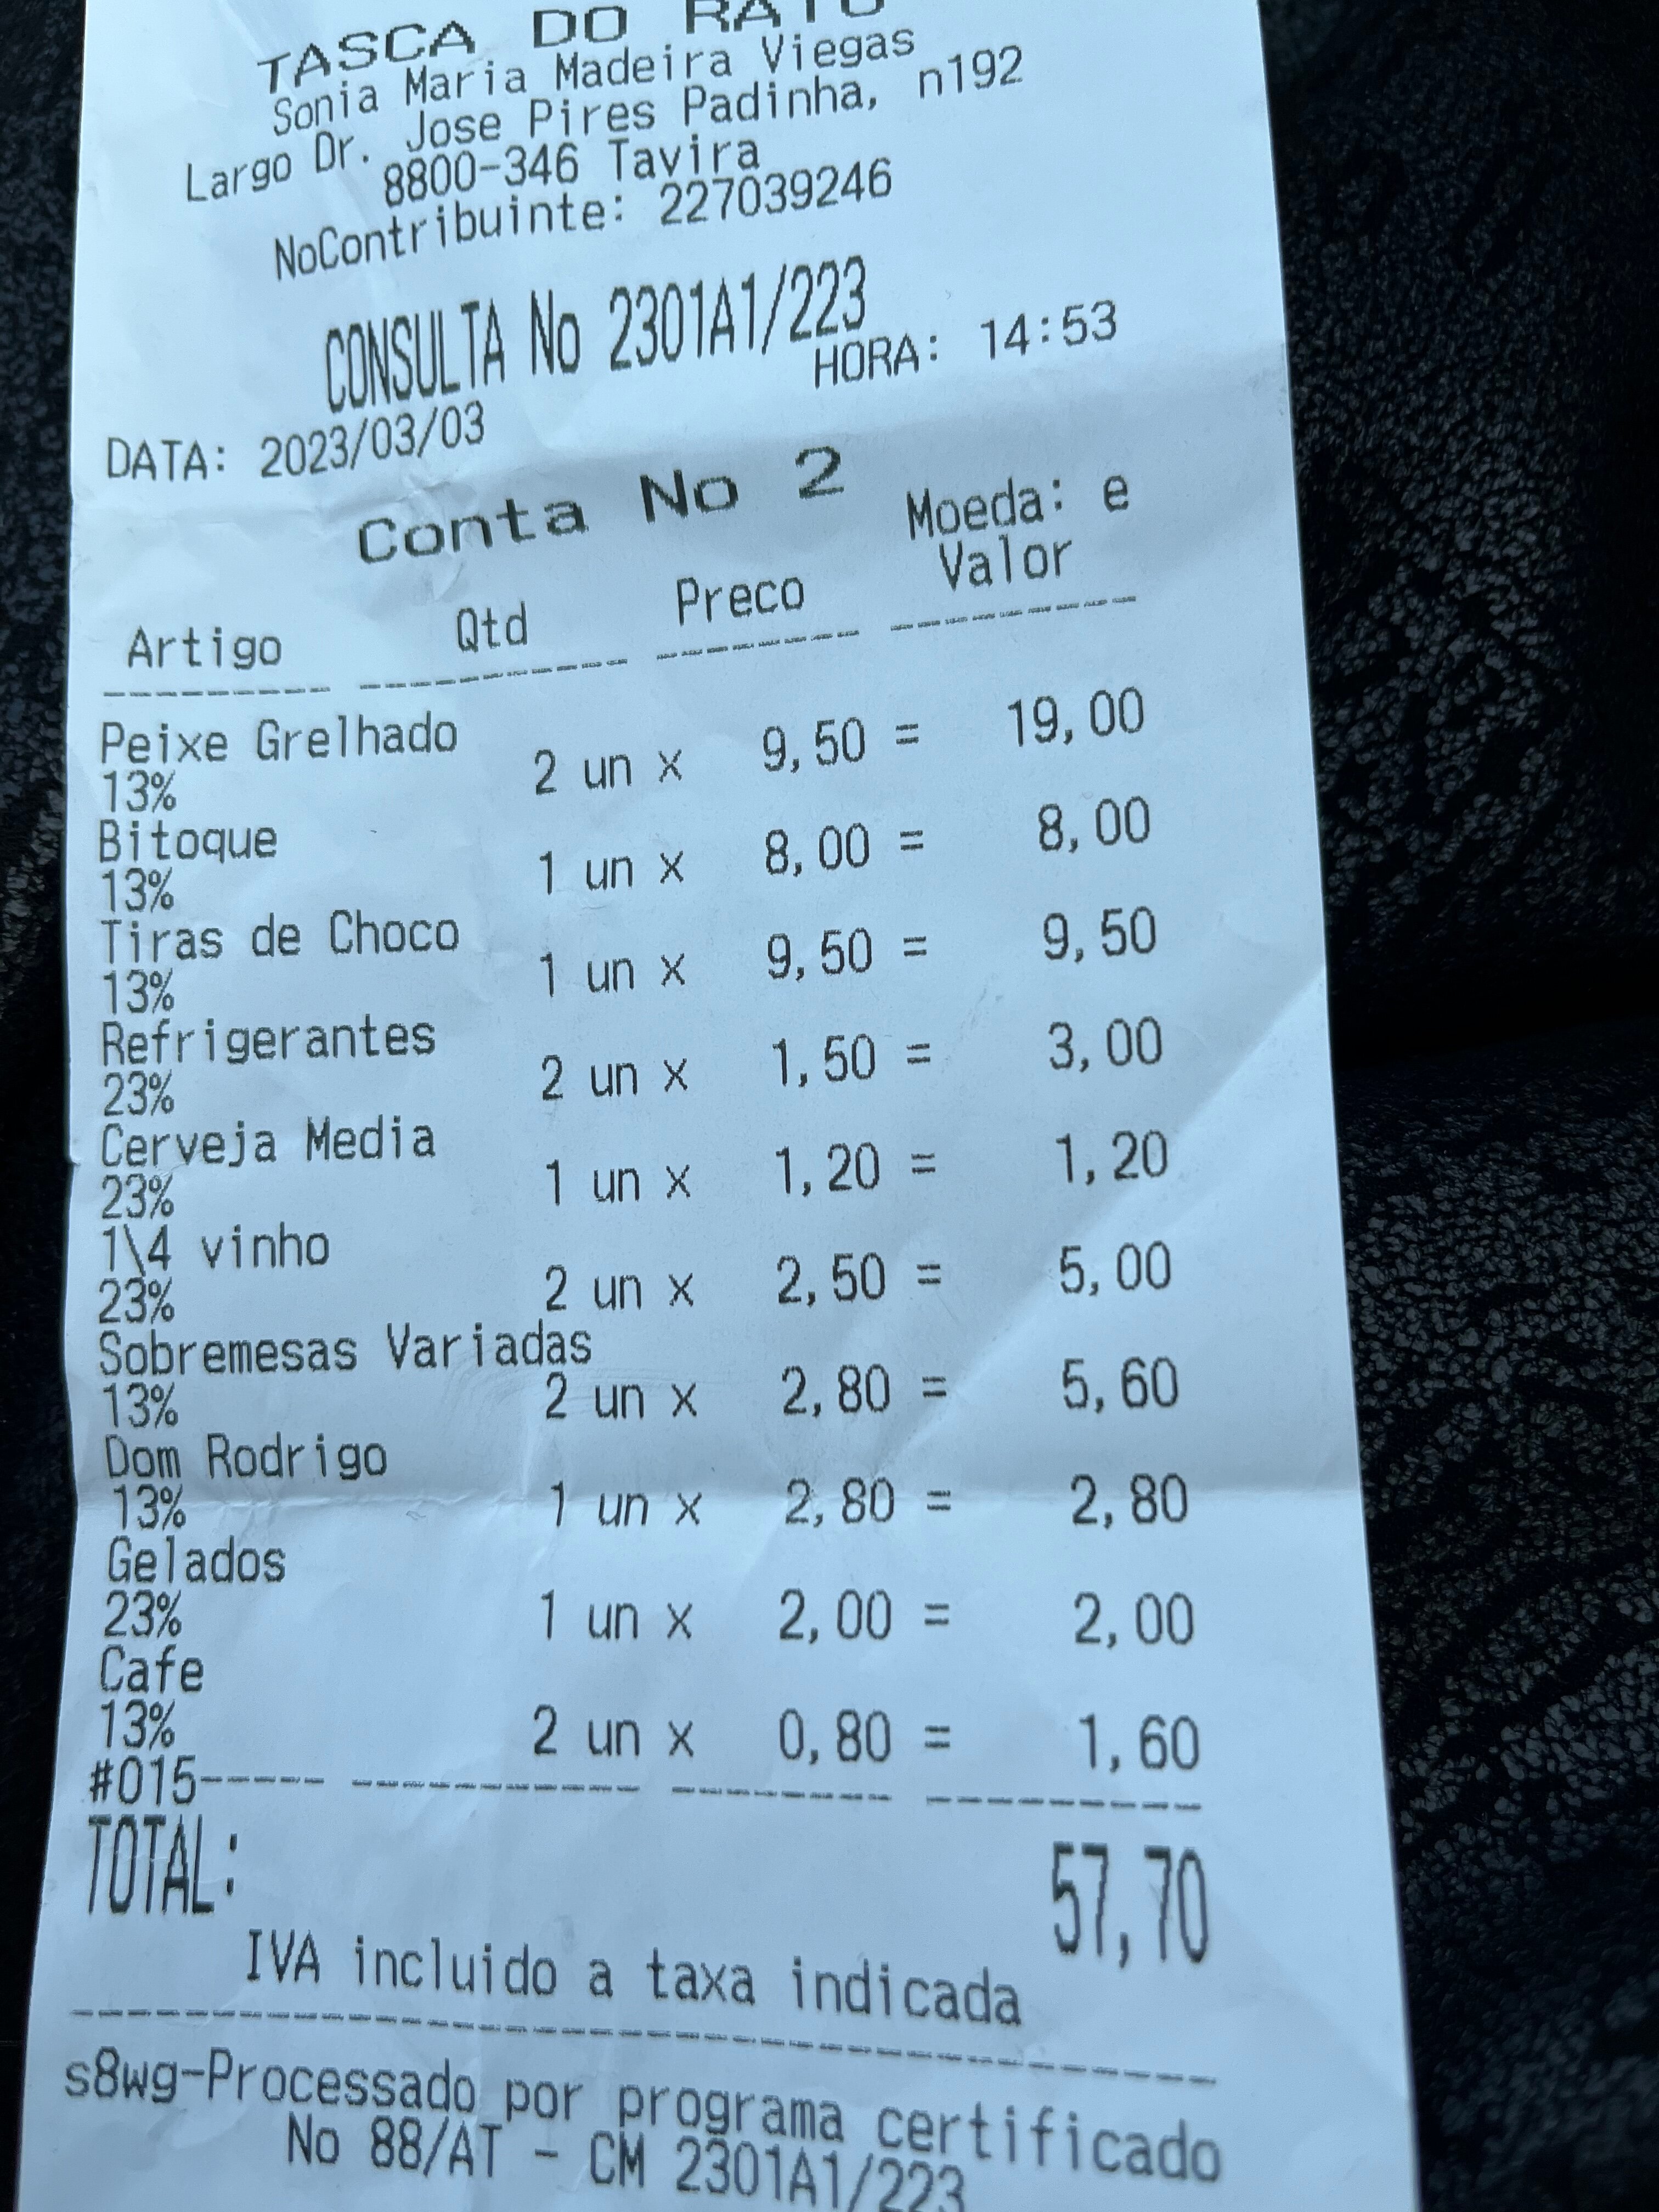 TASCA DO RATO
Sonia Maria Madeira Viegas
Largo Dr. Jose Pires Padinha, n192
8800-346 Tavira
NoContribuinte: 227039246
CONSULTA No 2301A1/223
DATA: 2023/03/03 HORA: 14:53
Conta No 2
Moeda: e
Artigo Qtd Preco Valor
--------- ----------- -------- ---------
Peixe Grelhado
13% 2 un x 9,50 = 19,00
Bitoque
13% 1 un x 8,00 = 8,00
Tiras de Choco
13% 1 un x 9,50 = 9,50
Refrigerantes
23% 2 un x 1,50 = 3,00
Cerveja Media
23% 1 un x 1,20 = 1,20
1\4 vinho
23% 2 un x 2,50 = 5,00
Sobremesas Variadas
13% 2 un x 2,80 = 5,60
Dom Rodrigo
13% 1 un x 2,80 = 2,80
Gelados
23% 1 un x 2,00 = 2,00
Cafe
13% 2 un x 0,80 = 1,60
#015----- ----------- -------- ---------
TOTAL: 57,70
IVA incluido a taxa indicada
----------------------------------------
s8wg-Processado por programa certificado
No 88/AT - CM 2301A1/223